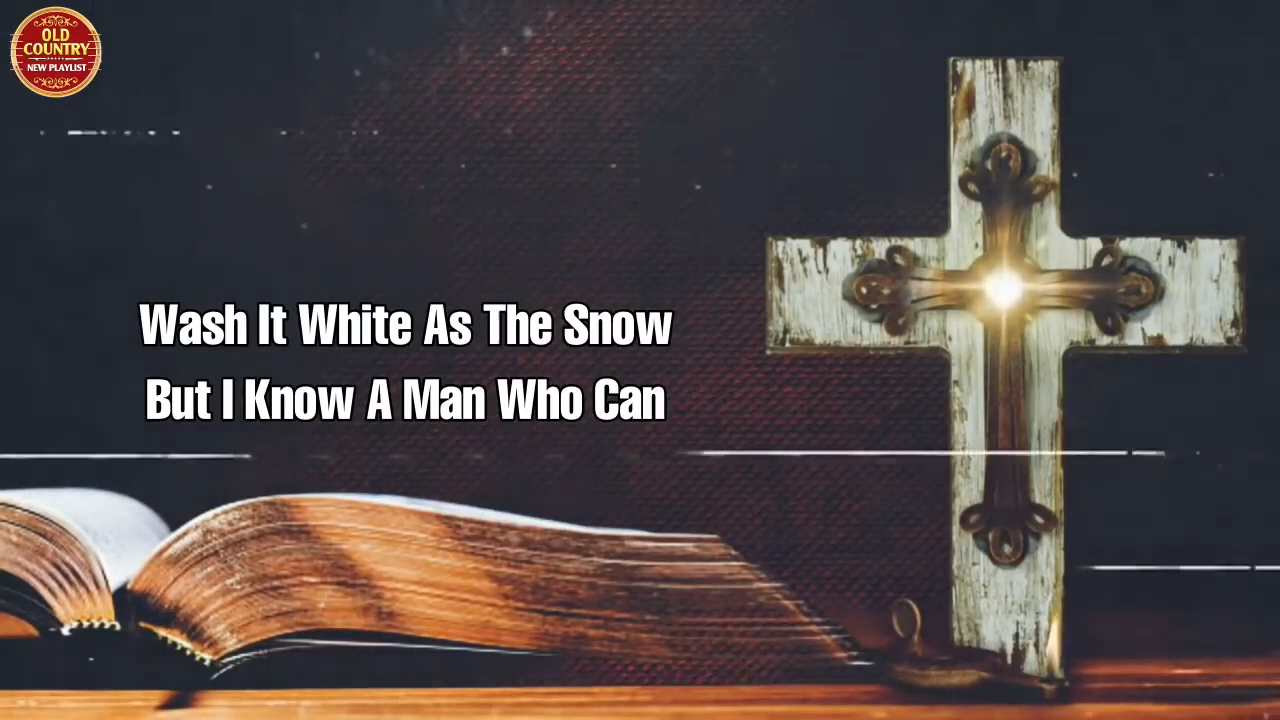 OLD
COUNTRY
NEW PLAYLIST
Wash It White As The Snow
But I Know A Man Who Can